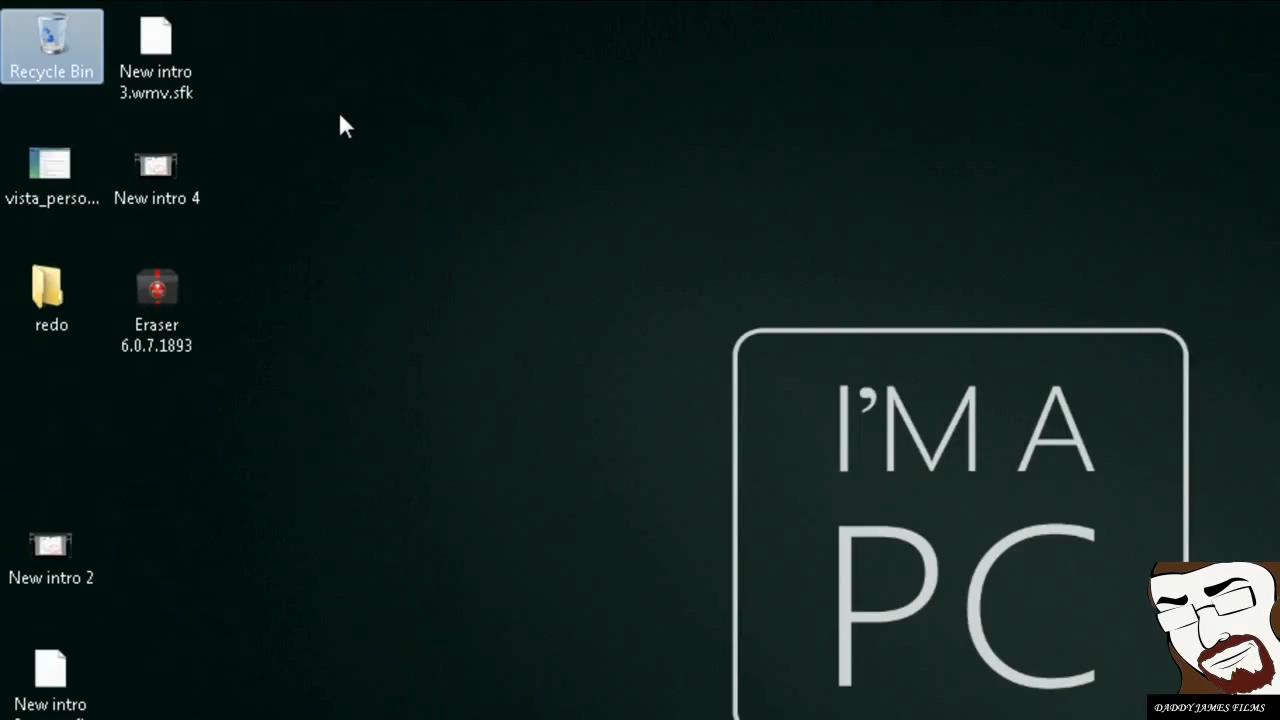 Recycle Bin
New intro
3.wmv.sfk
vista_perso...
New intro 4
redo
Eraser
6.0.7.1893
I'M A
PC
New intro 2
New intro
DADDY JAMES FILMS